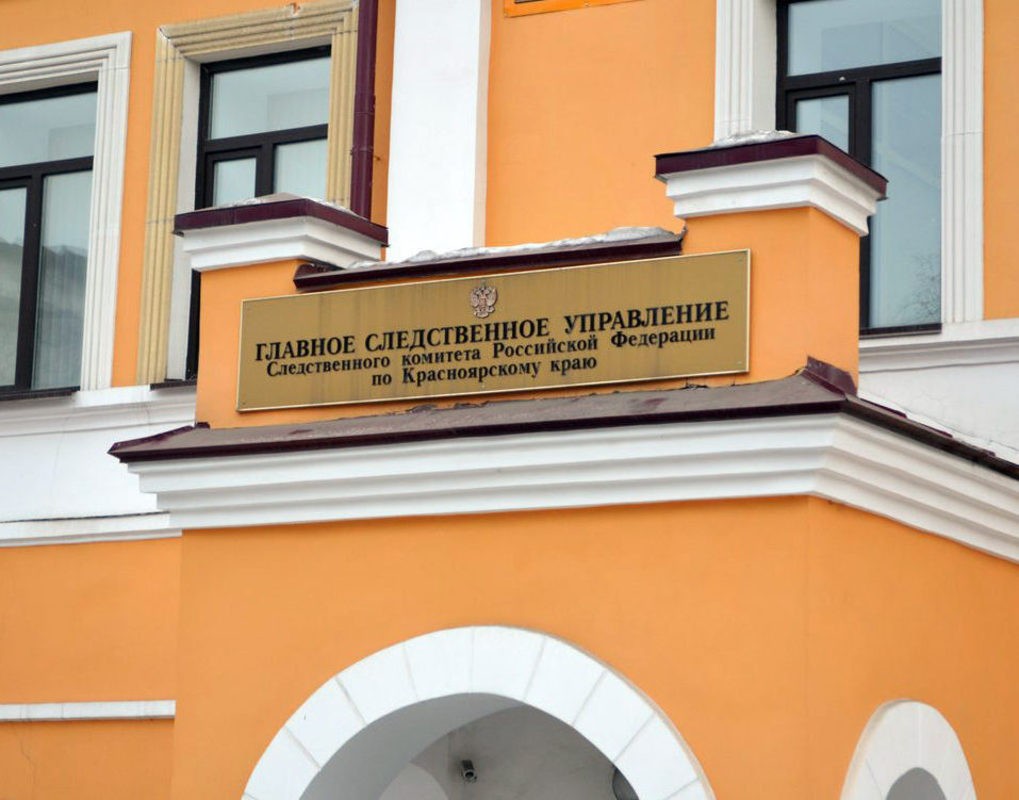 ГЛАВНОЕ СЛЕДСТВЕННОЕ УПРАВЛЕНИЕ
Следственного комитета Российской Федерации
по Красноярскому краю